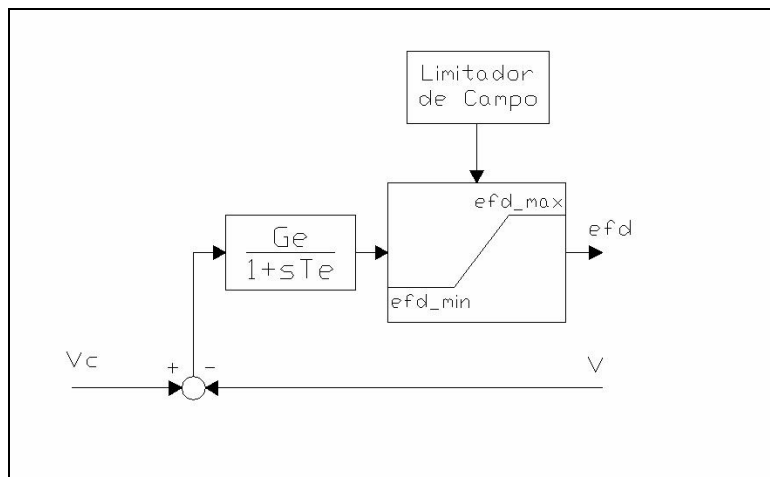 Limitador
de Campo
efd_max
efd
Ge
1+sTe
efd_min
Vc
+
-
V